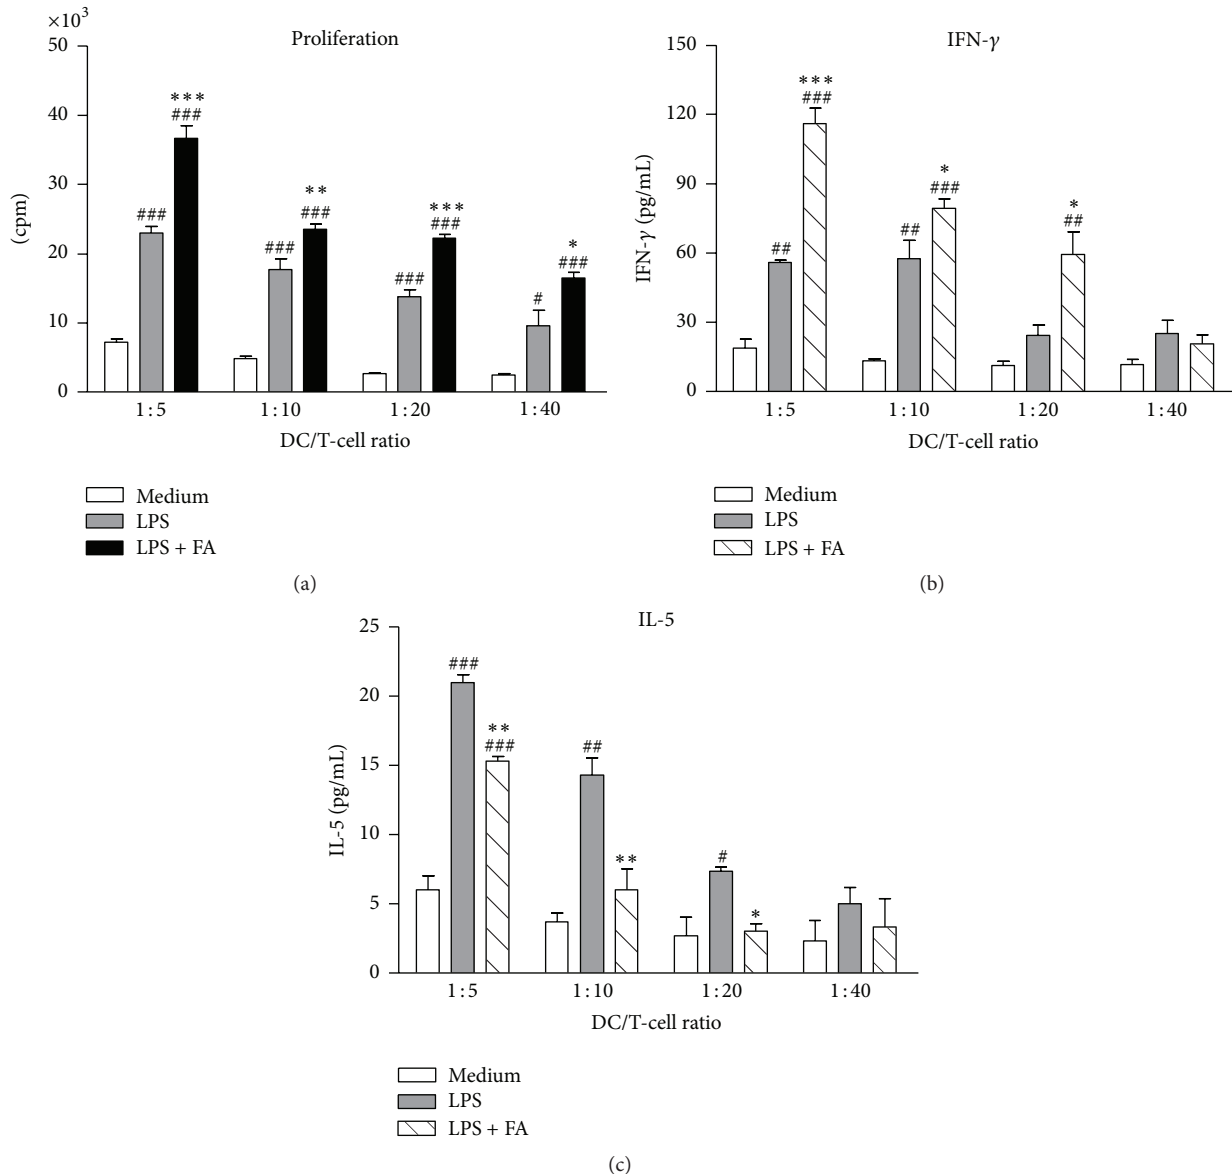 ×10³
Proliferation
50
40
30
20
10
0
(cpm)
***
###
###
**
###
###
***
###
###
*
###
#
1:5
1:10
1:20
1:40
DC/T-cell ratio
Medium
LPS
LPS + FA
(a)
IFN-γ
150
120
90
60
30
0
IFN-γ (pg/mL)
***
###
##
*
###
##
*
##
1:5
1:10
1:20
1:40
DC/T-cell ratio
Medium
LPS
LPS + FA
(b)
IL-5
25
20
15
10
5
0
IL-5 (pg/mL)
###
**
###
##
**
#
*
1:5
1:10
1:20
1:40
DC/T-cell ratio
Medium
LPS
LPS + FA
(c)